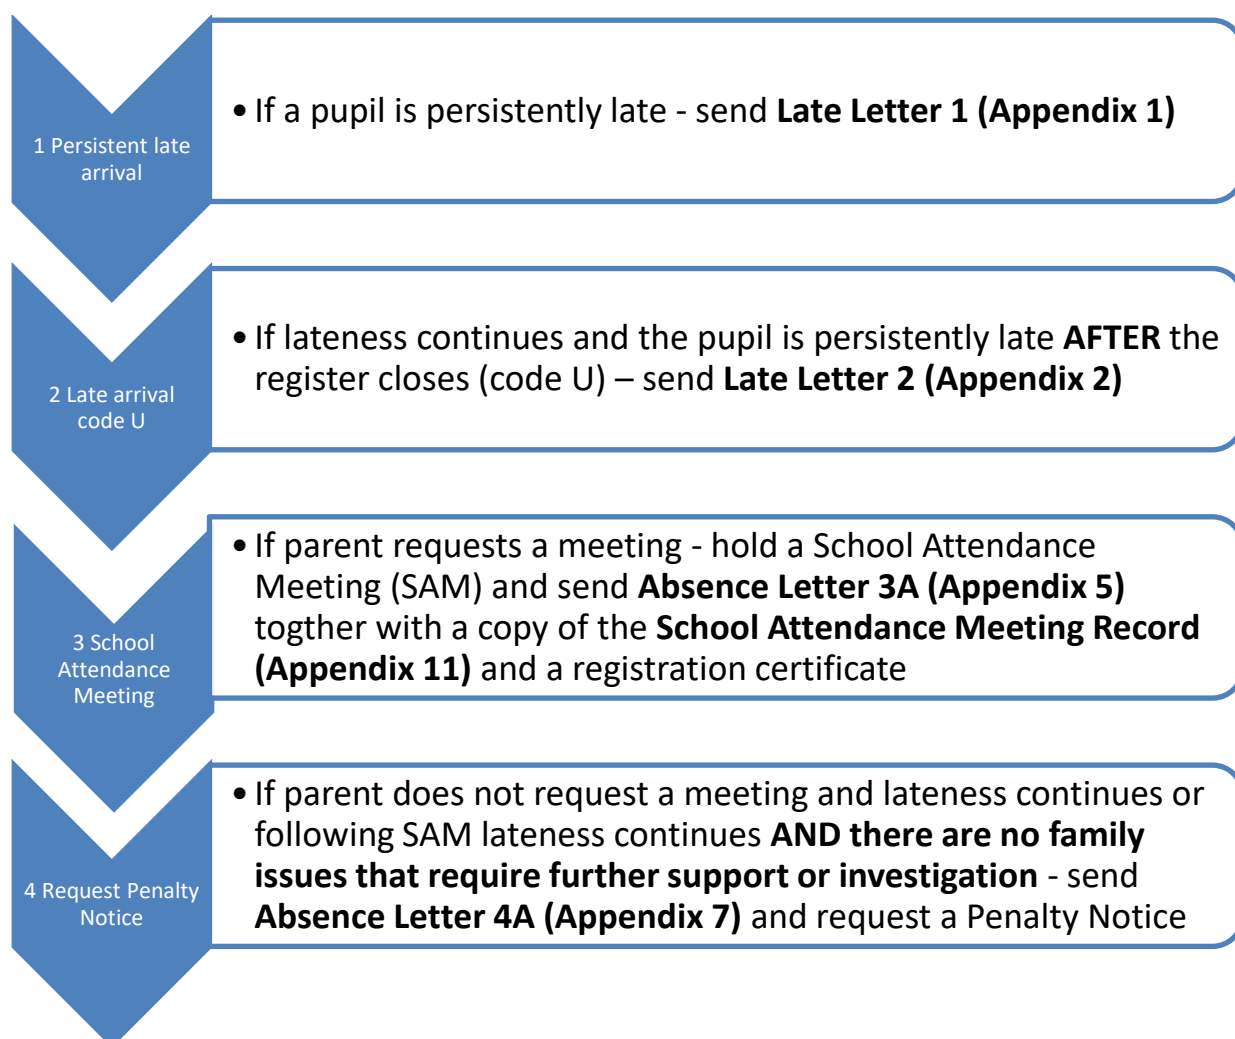 1 Persistent late
arrival
• If a pupil is persistently late - send Late Letter 1 (Appendix 1)
2 Late arrival
code U
• If lateness continues and the pupil is persistently late AFTER the
register closes (code U) – send Late Letter 2 (Appendix 2)
3 School
Attendance
Meeting
• If parent requests a meeting - hold a School Attendance
Meeting (SAM) and send Absence Letter 3A (Appendix 5)
togther with a copy of the School Attendance Meeting Record
(Appendix 11) and a registration certificate
4 Request Penalty
Notice
• If parent does not request a meeting and lateness continues or
following SAM lateness continues AND there are no family
issues that require further support or investigation - send
Absence Letter 4A (Appendix 7) and request a Penalty Notice